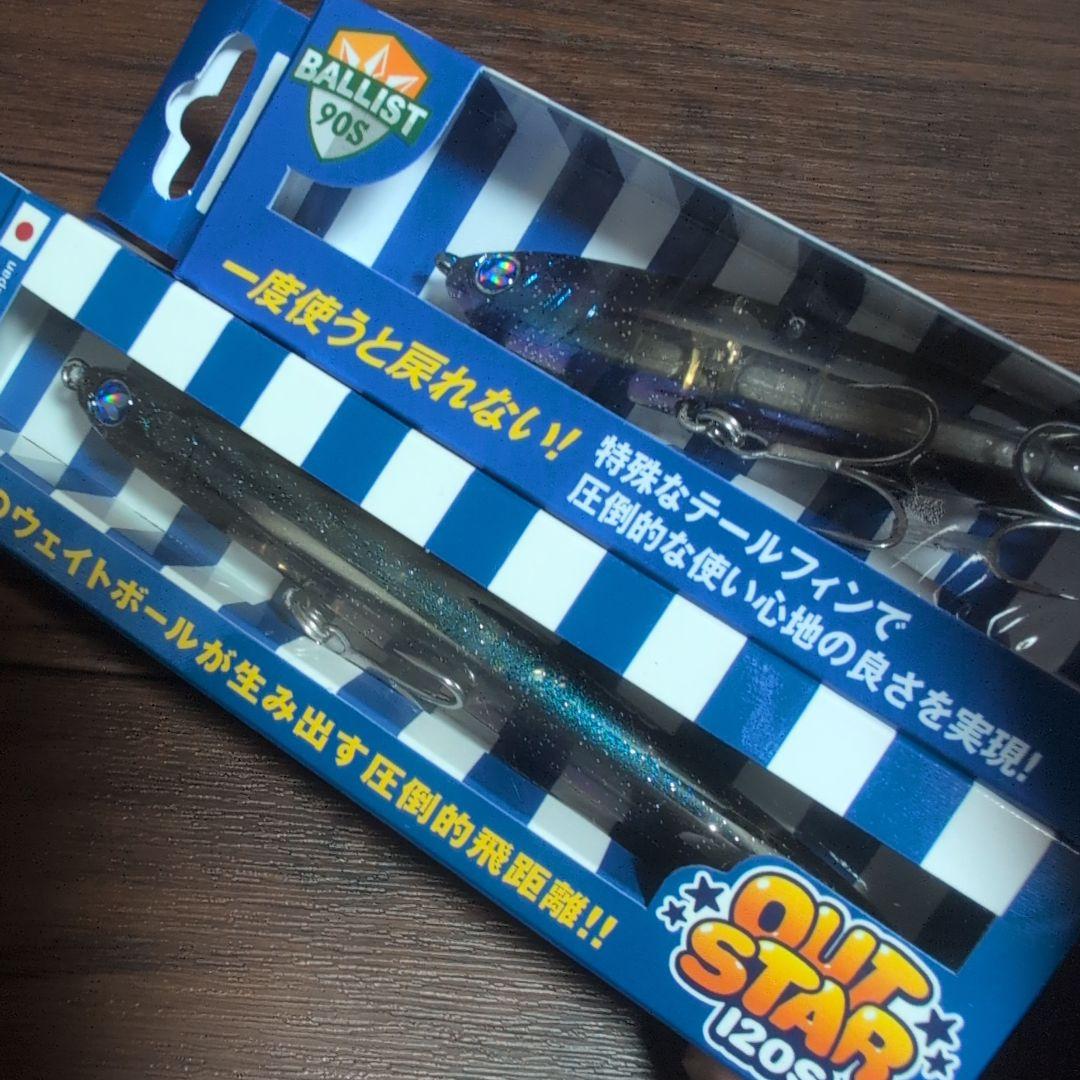 BALLIST
90S
一度使うと戻れない!
特殊なテールフィンで
圧倒的な使い心地の良さを実現!
のウェイトボールが生み出す圧倒的飛距離!!
OUT
STAR
120S